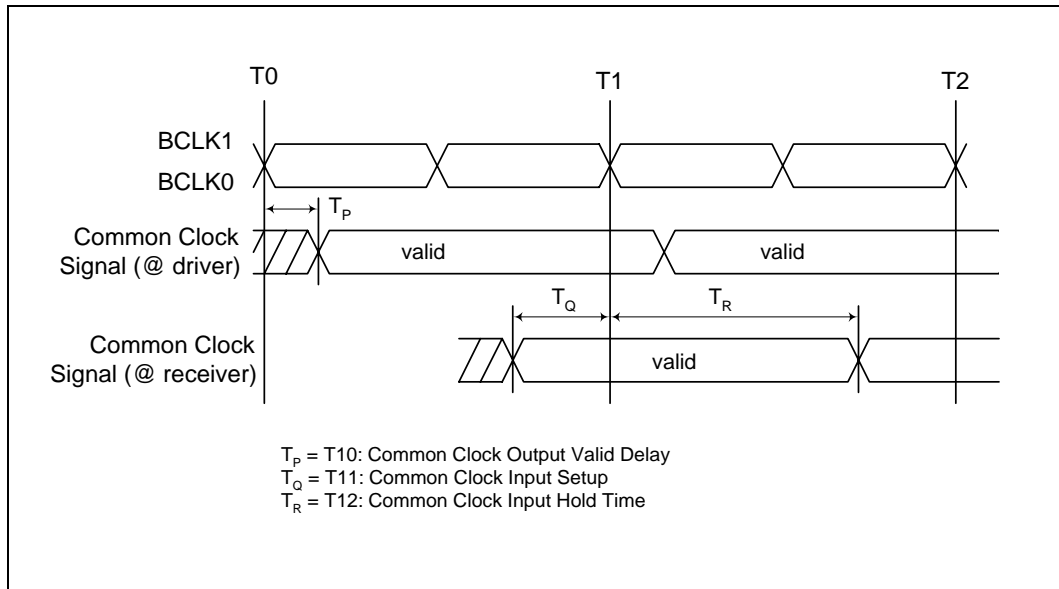 T0 T1 T2
BCLK1
BCLK0
T_P
Common Clock
Signal (@ driver)
valid valid
T_Q T_R
Common Clock
Signal (@ receiver)
valid
T_P = T10: Common Clock Output Valid Delay
T_Q = T11: Common Clock Input Setup
T_R = T12: Common Clock Input Hold Time